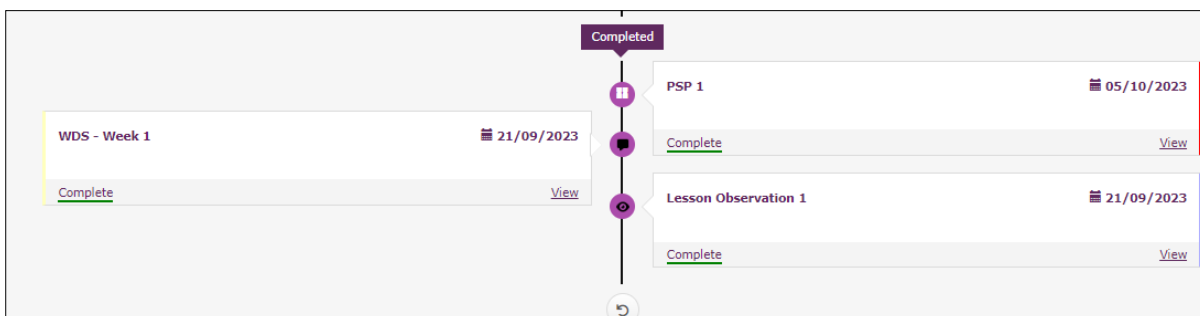 Completed
PSP 1 05/10/2023
Complete View
WDS - Week 1 21/09/2023
Complete View
Lesson Observation 1 21/09/2023
Complete View